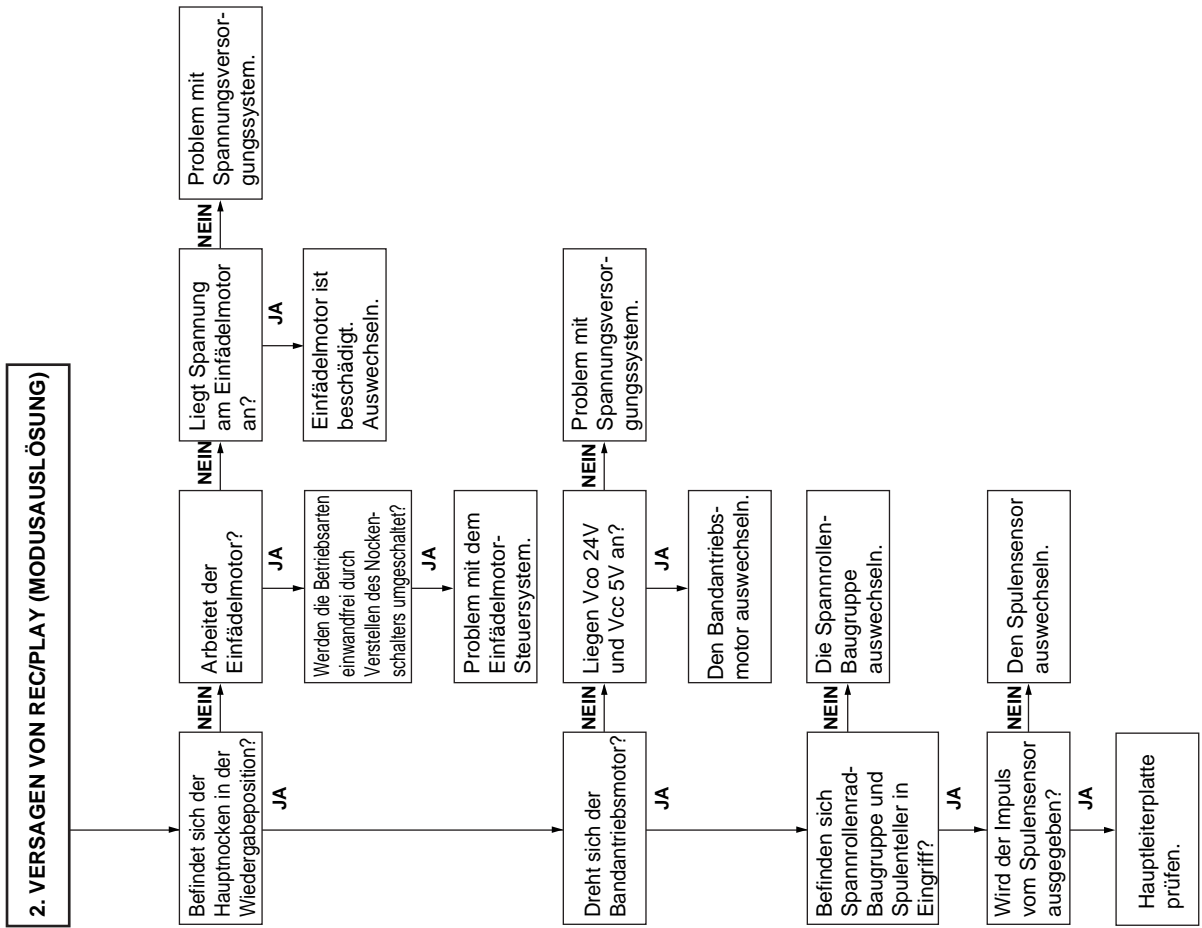 2. VERSAGEN VON REC/PLAY (MODUSAUSLÖSUNG)
Befindet sich der
Hauptnocken in der
Wiedergabeposition?
NEIN
Arbeitet der
Einfädelmotor?
NEIN
Liegt Spannung
am Einfädelmotor
an?
NEIN
Problem mit
Spannungsversor-
gungssystem.
JA
Einfädelmotor ist
beschädigt.
Auswechseln.
JA
Werden die Betriebsarten
einwandfrei durch
Verstellen des Nocken-
schalters umgeschaltet?
JA
Problem mit dem
Einfädelmotor-
Steuersystem.
JA
Dreht sich der
Bandantriebsmotor?
NEIN
Liegen Vco 24V
und Vcc 5V an?
NEIN
Problem mit
Spannungsversor-
gungssystem.
JA
Den Bandantriebs-
motor auswechseln.
JA
Befinden sich
Spannrollenrad-
Baugruppe und
Spulenteller in
Eingriff?
NEIN
Die Spannrollen-
Baugruppe
auswechseln.
JA
Wird der Impuls
vom Spulensensor
ausgegeben?
NEIN
Den Spulensensor
auswechseln.
JA
Hauptleiterplatte
prüfen.